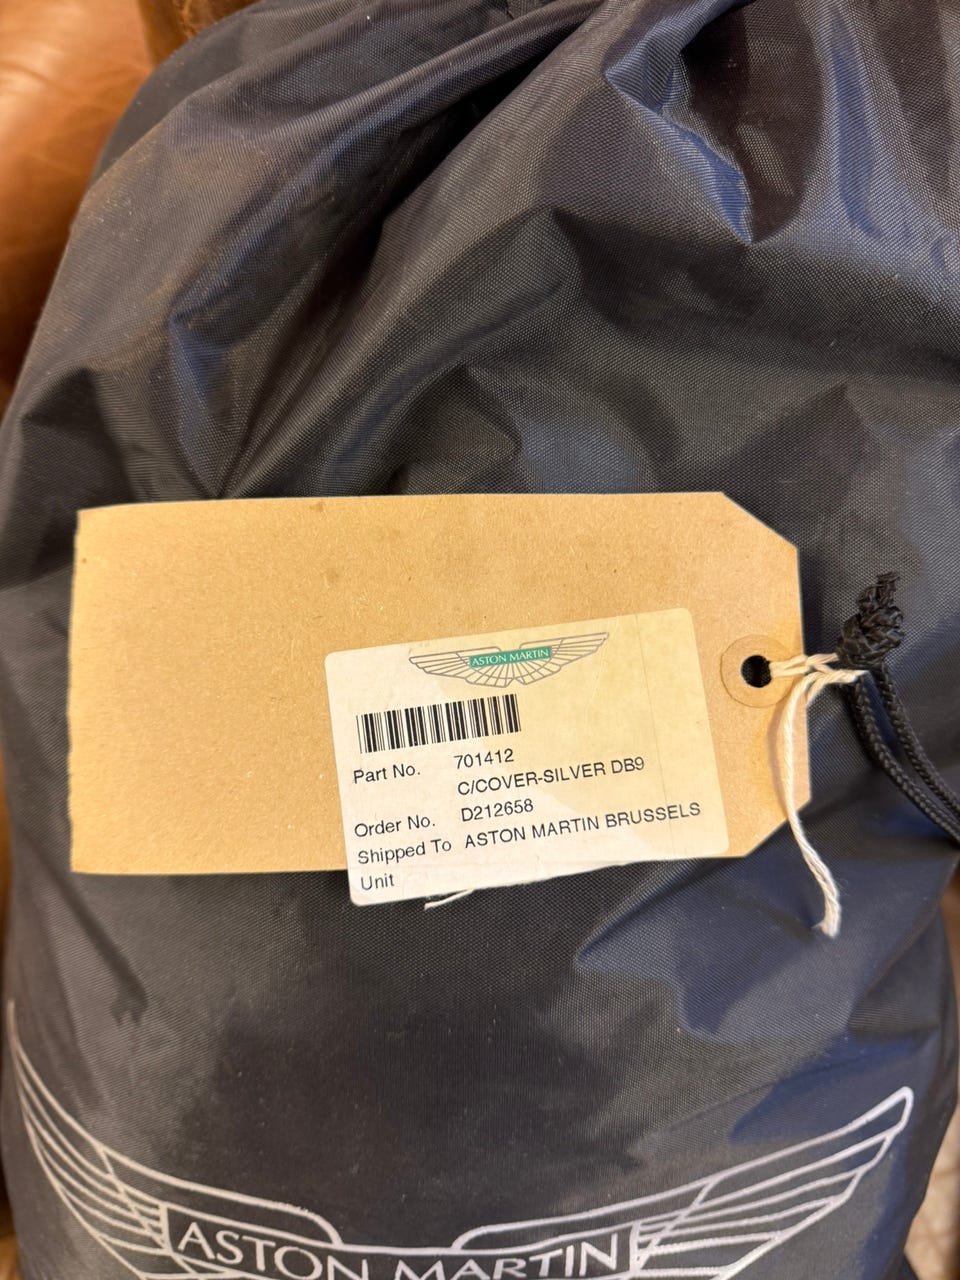 ASTON MARTIN
Part No. 701412
C/COVER-SILVER DB9
Order No. D212658
Shipped To ASTON MARTIN BRUSSELS
Unit
ASTON MARTIN